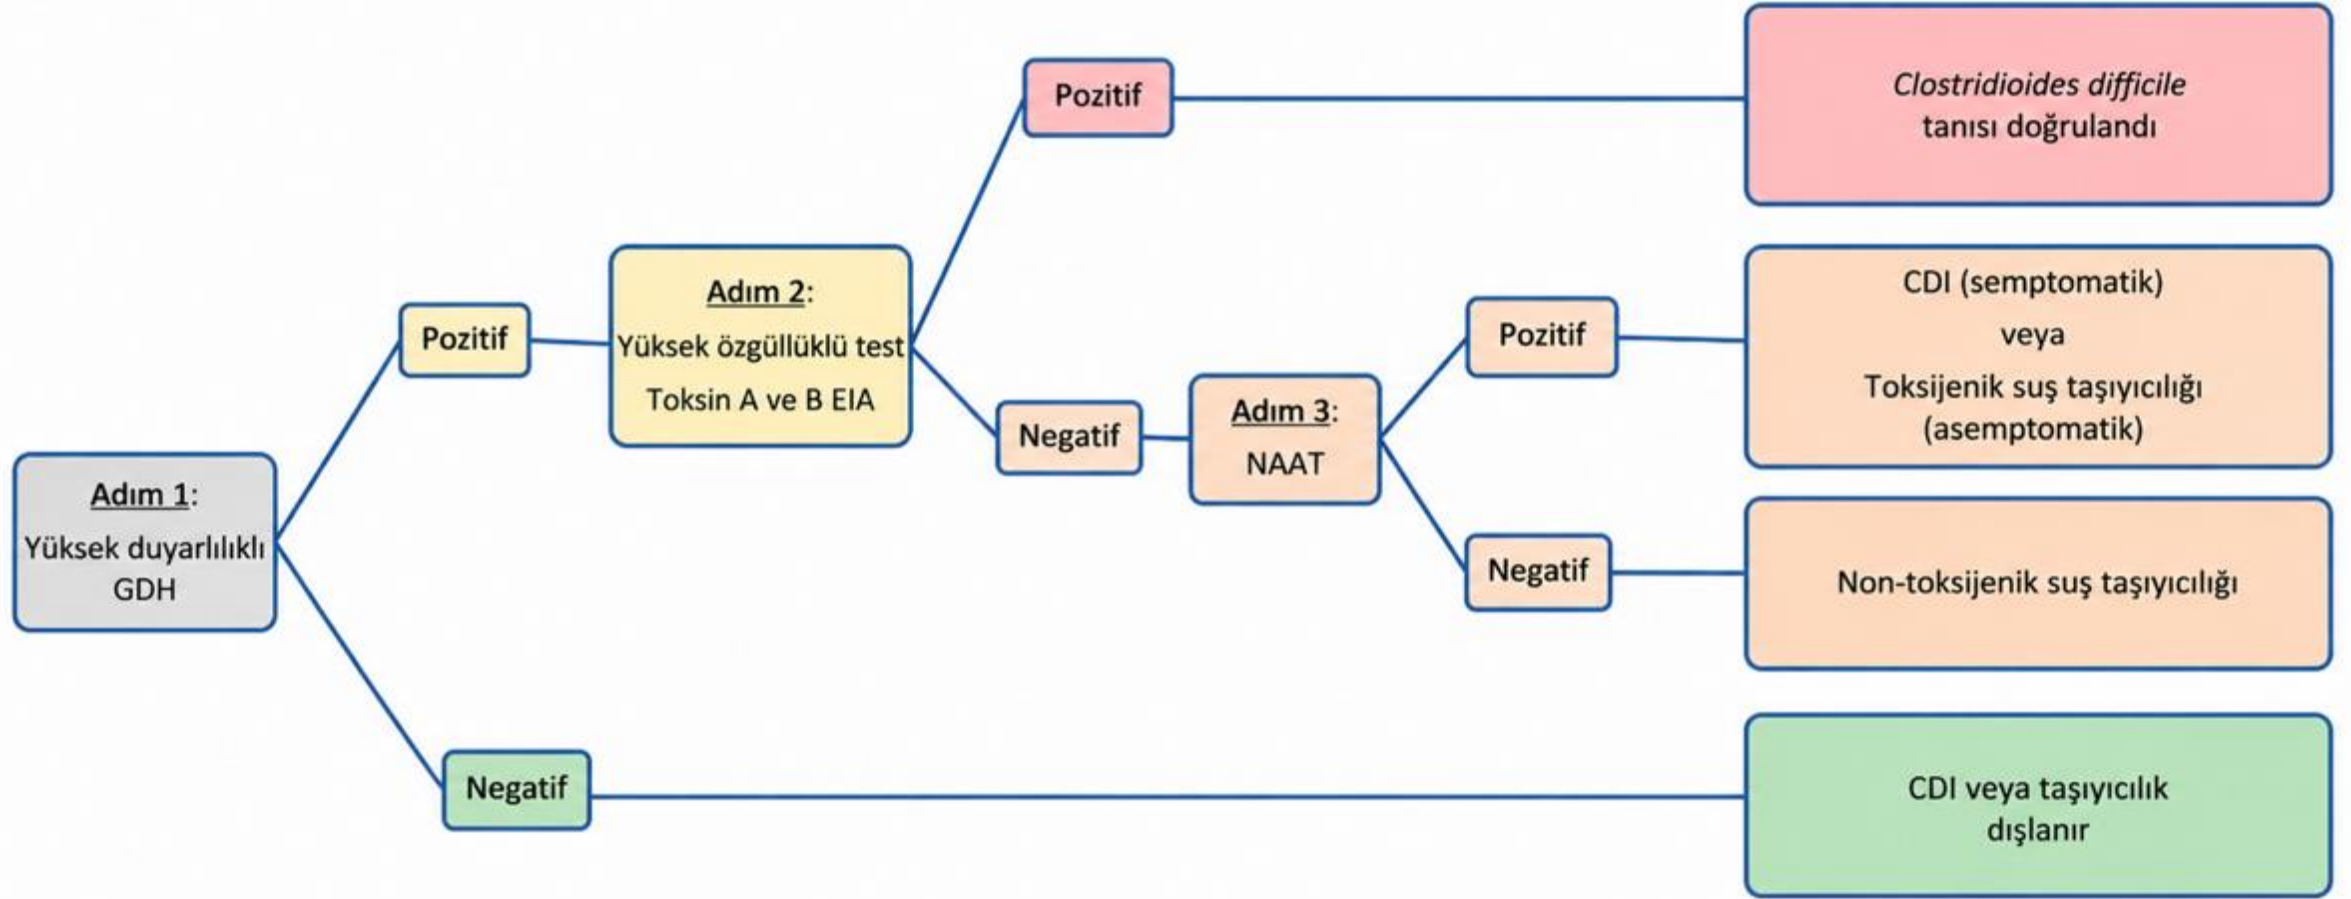 Adım 1:
Yüksek duyarlılıklı
GDH
Pozitif
Negatif
Adım 2:
Yüksek özgüllüklü test
Toksin A ve B EIA
Pozitif
Negatif
Adım 3:
NAAT
Pozitif
Negatif
Clostridioides difficile
tanısı doğrulandı
CDI (semptomatik)
veya
Toksijenik suş taşıyıcılığı
(asemptomatik)
Non-toksijenik suş taşıyıcılığı
CDI veya taşıyıcılık
dışlanır